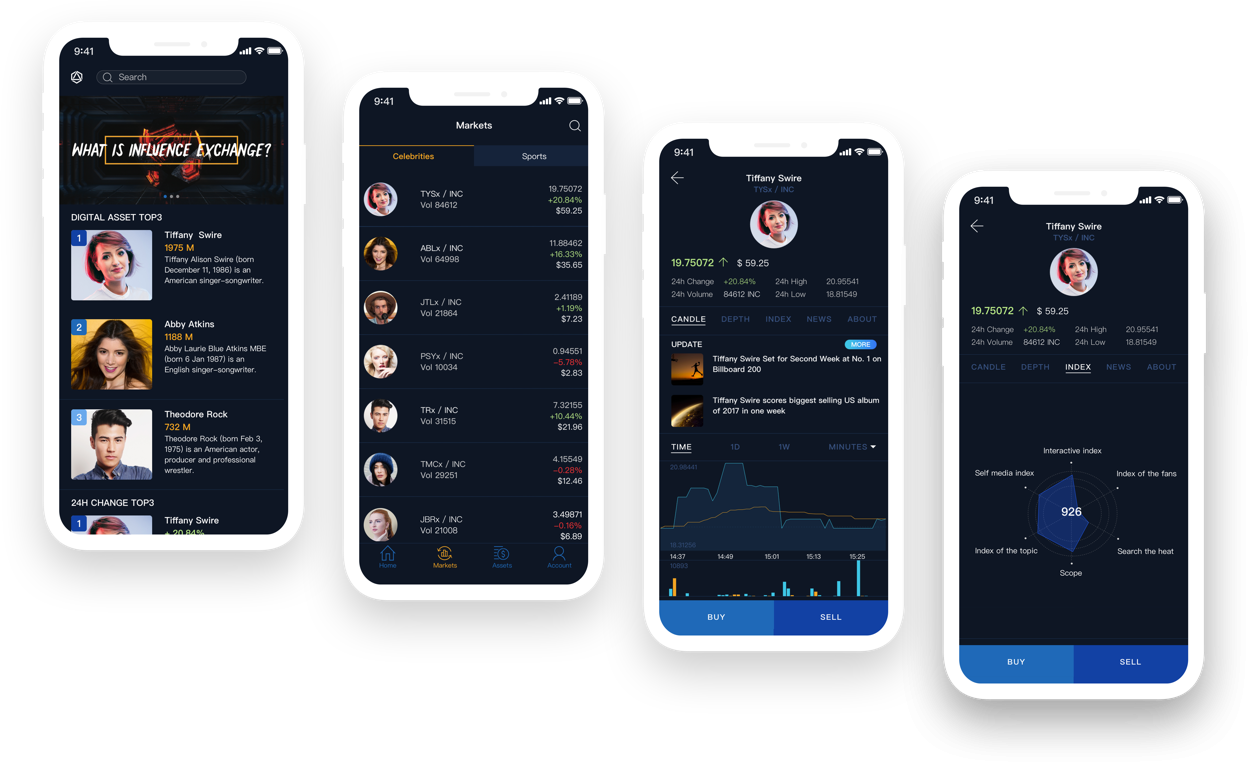 9:41
Search
WHAT IS INFLUENCE EXCHANGE?
DIGITAL ASSET TOP3
1
Tiffany Swire
1975 M
Tiffany Alison Swire (born
December 11, 1986) is an
American singer-songwriter.
2
Abby Atkins
1188 M
Abby Laurie Blue Atkins MBE
(born 6 Jan 1987) is an
English singer-songwriter.
3
Theodore Rock
732 M
Theodore Rock (born Feb 3,
1975) is an American actor,
producer and professional
wrestler.
24H CHANGE TOP3
1
Tiffany Swire
+ 20.84%
9:41
Markets
Celebrities Sports
TYSx / INC 19.75072
+20.84%
Vol 84612 $59.25
ABLx / INC 11.88462
+16.33%
Vol 64998 $35.65
JTLx / INC 2.41189
+1.19%
Vol 21864 $7.23
PSYx / INC 0.94551
-5.76%
Vol 10034 $2.83
TRx / INC 7.32155
+10.44%
Vol 31515 $21.96
TMCx / INC 4.15549
-0.28%
Vol 29251 $12.46
JBRx / INC 3.49871
-0.16%
Vol 21008 $6.89
Home Markets Assets Account
9:41
Tiffany Swire
TYSx / INC
19.75072 $ 59.25
24h Change +20.84% 24h High 20.95541
24h Volume 84612 INC 24h Low 18.81549
CANDLE DEPTH INDEX NEWS ABOUT
UPDATE MORE
Tiffany Swire Set for Second Week at No. 1 on
Billboard 200
Tiffany Swire scores biggest selling US album
of 2017 in one week
TIME 1D 1W MINUTES
20.98441
16.31256
14:37 14:49 15:01 15:13 15:25
10693
BUY SELL
9:41
Tiffany Swire
TYSx / INC
19.75072 $ 59.25
24h Change +20.84% 24h High 20.95541
24h Volume 84612 INC 24h Low 18.81549
CANDLE DEPTH INDEX NEWS ABOUT
Interactive index
Self media index Index of the fans
926
Index of the topic Search the heat
Scope
BUY SELL